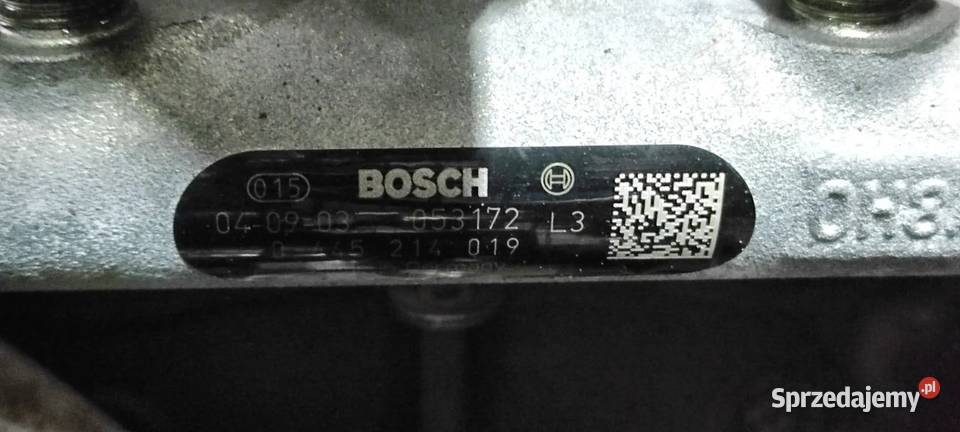 015 BOSCH
04-09-03 053172 L3
0 445 214 019
Sprzedajemy.pl